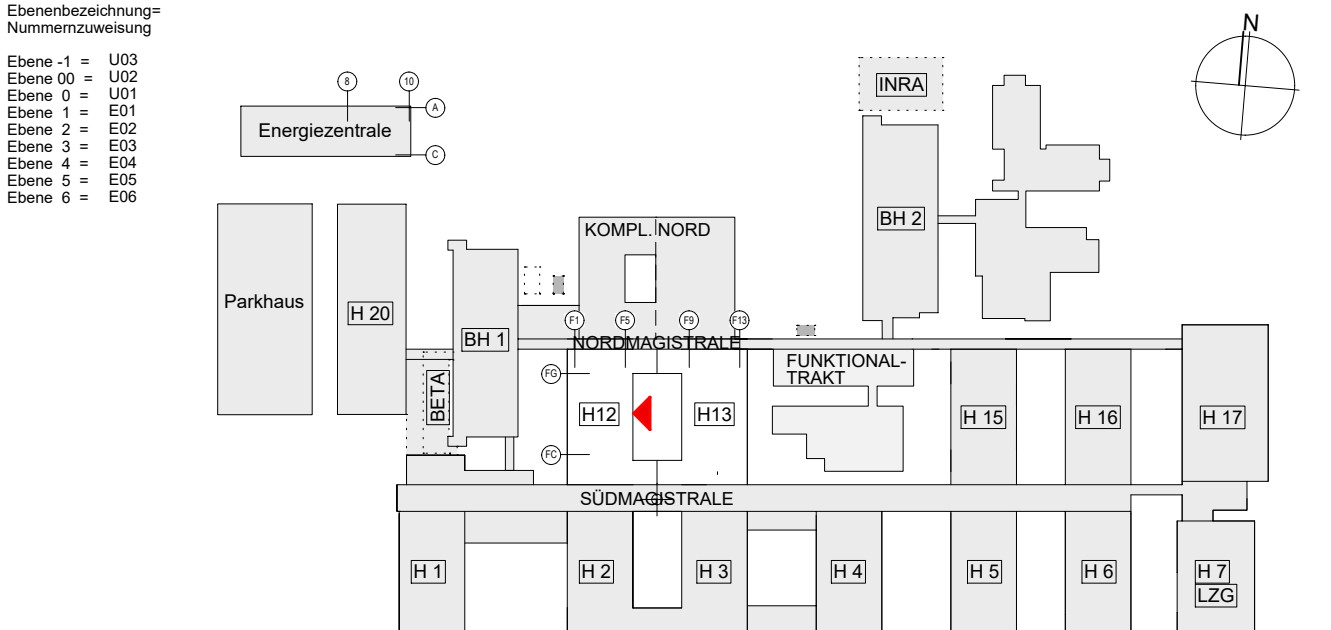 Ebenenbezeichnung=
Nummernzuweisung
Ebene -1 = U03
Ebene 00 = U02
Ebene 0 = U01
Ebene 1 = E01
Ebene 2 = E02
Ebene 3 = E03
Ebene 4 = E04
Ebene 5 = E05
Ebene 6 = E06
N
8
10
A
Energiezentrale
C
INRA
BH 2
KOMPL. NORD
Parkhaus
H 20
BH 1
F1
F5
F9
F13
NORDMAGISTRALE
FUNKTIONAL-
TRAKT
FG
BETA
H12
H13
H 15
H 16
H 17
FC
SÜDMAGISTRALE
H 1
H 2
H 3
H 4
H 5
H 6
H 7
LZG